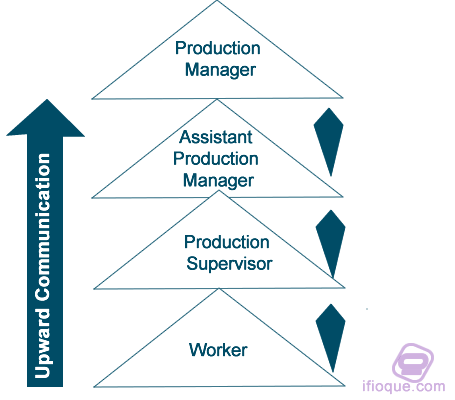 Production
Manager
Assistant
Production
Manager
Production
Supervisor
Worker
Upward Communication
ifioque.com